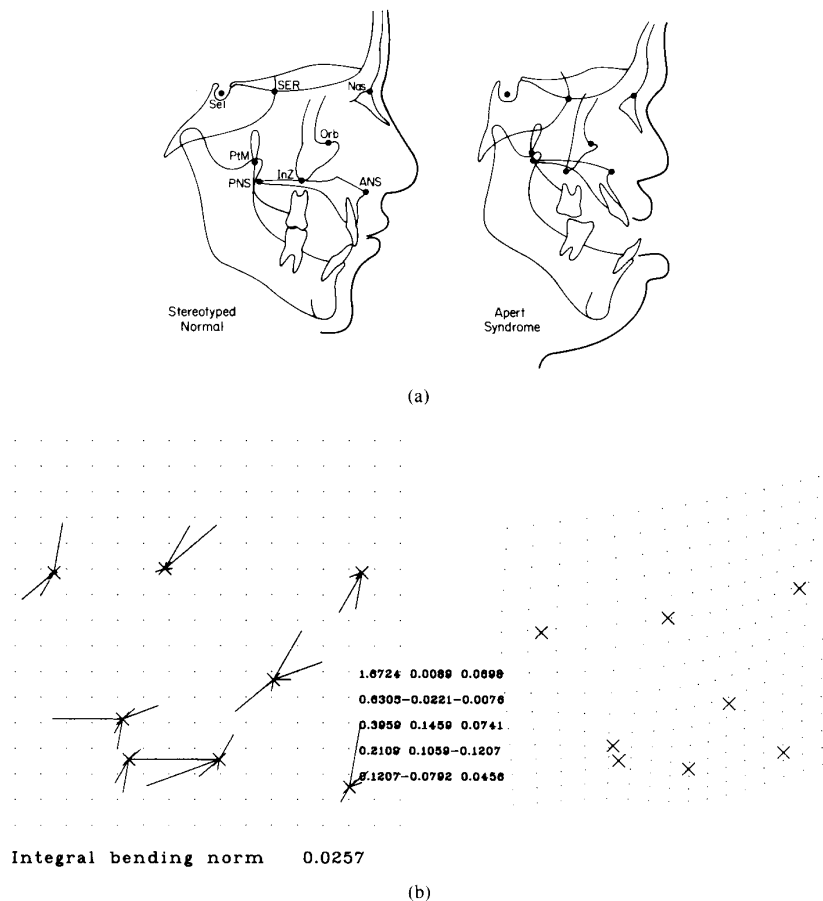 SER
Nas
Sel
Orb
PtM
InZ
PNS
ANS
Stereotyped
Normal
Apert
Syndrome
(a)
1.6724 0.0089 0.0698
0.6305-0.0221-0.0076
0.3959 0.1459 0.0741
0.2109 0.1059-0.1207
0.1207-0.0792 0.0456
Integral bending norm 0.0257
(b)